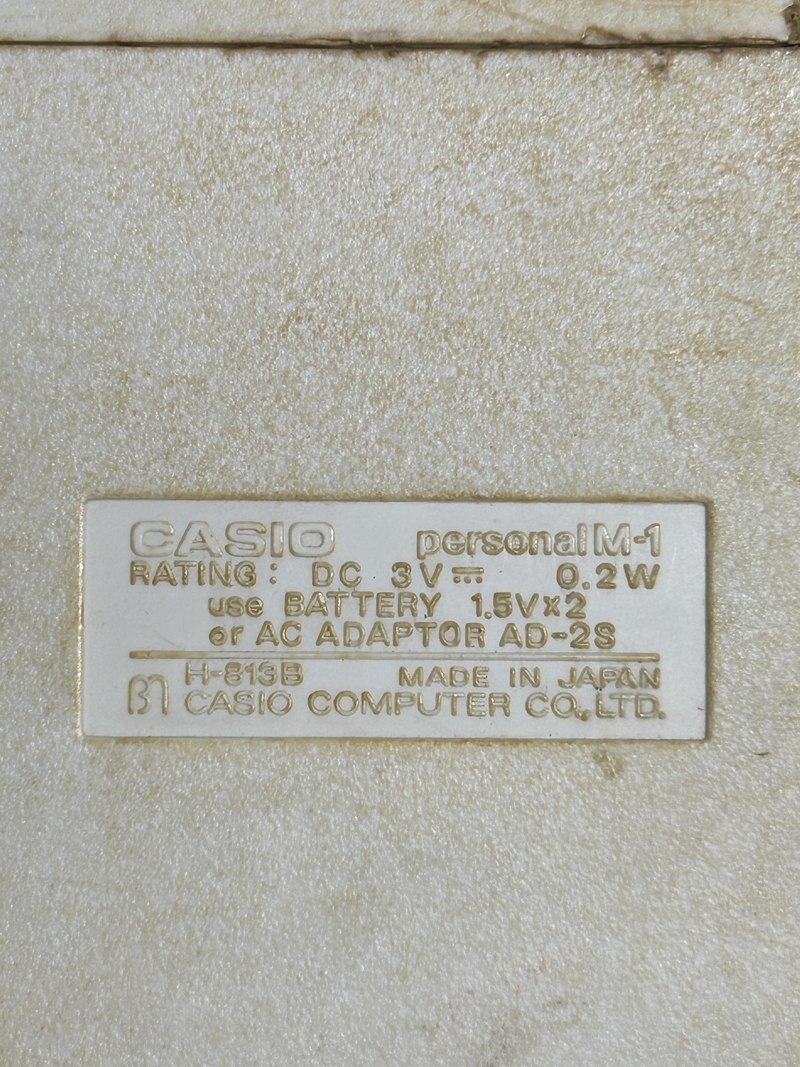 CASIO personal M-1
RATING: DC 3V⎓ 0.2W
use BATTERY 1.5V×2
or AC ADAPTOR AD-2S
H-813B MADE IN JAPAN
CASIO COMPUTER CO.,LTD.